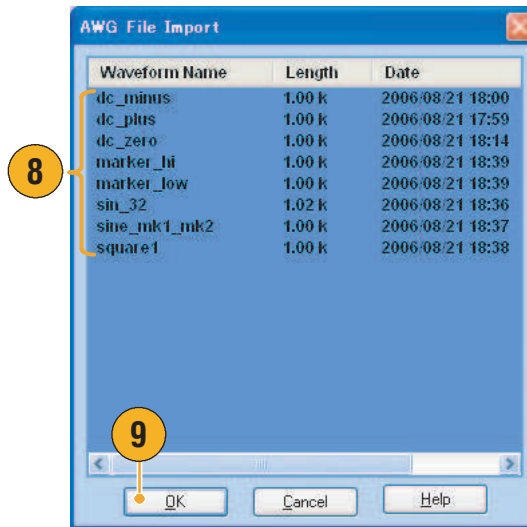 AWG File Import
Waveform Name Length Date
dc_minus 1.00 k 2006/08/21 18:00
dc_plus 1.00 k 2006/08/21 17:59
dc_zero 1.00 k 2006/08/21 18:14
marker_hi 1.00 k 2006/08/21 18:39
marker_low 1.00 k 2006/08/21 18:39
sin_32 1.02 k 2006/08/21 18:36
sine_mk1_mk2 1.00 k 2006/08/21 18:37
square1 1.00 k 2006/08/21 18:38
8
9
OK Cancel Help